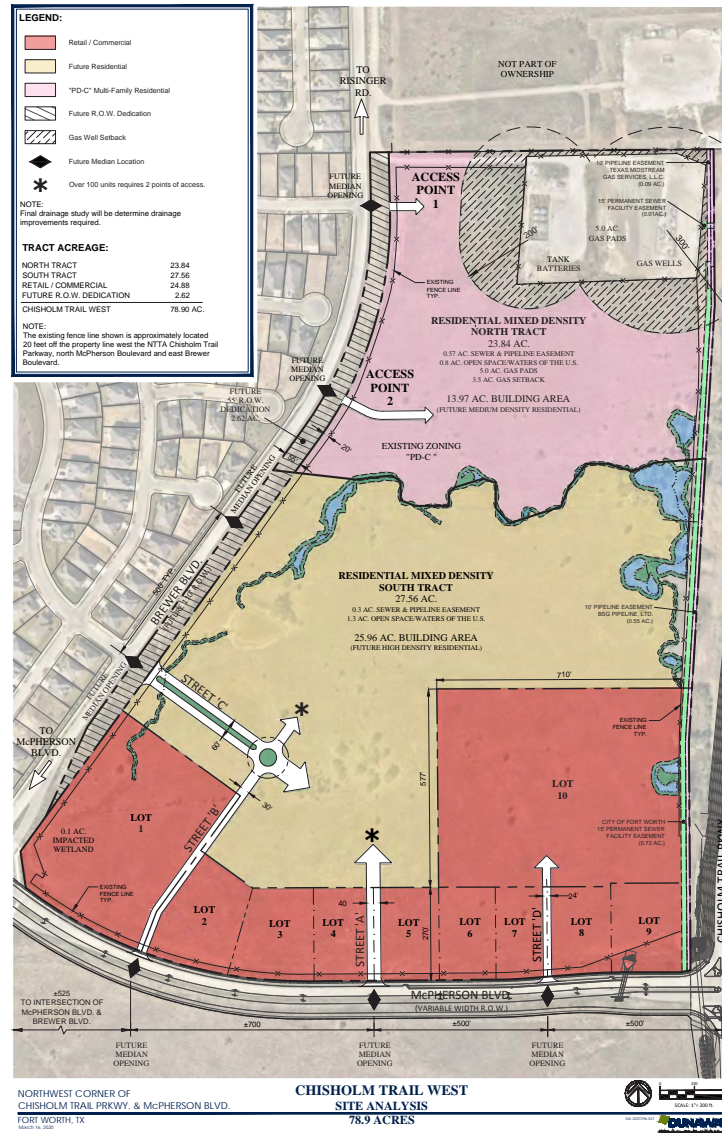 LEGEND:
Retail / Commercial
Future Residential
"PD-C" Multi-Family Residential
Future R.O.W. Dedication
Gas Well Setback
Future Median Location
Over 100 units requires 2 points of access.
NOTE:
Final drainage study will be determine drainage
improvements required.
TRACT ACREAGE:
NORTH TRACT 23.84
SOUTH TRACT 27.56
RETAIL / COMMERCIAL 24.88
FUTURE R.O.W. DEDICATION 2.62
CHISHOLM TRAIL WEST 78.90 AC.
NOTE:
The existing fence line shown is approximately located
20 feet off the property line west the NTTA Chisholm Trail
Parkway, north McPherson Boulevard and east Brewer
Boulevard.
TO
RISINGER
RD.
NOT PART OF
OWNERSHIP
FUTURE
MEDIAN
OPENING
ACCESS
POINT
1
10' PIPELINE EASEMENT
TEXAS MIDSTREAM
GAS SERVICES, L.L.C.
(0.09 AC.)
15' PERMANENT SEWER
FACILITY EASEMENT
(0.01AC.)
5.0 AC.
GAS PADS
200'
300'
TANK
BATTERIES
GAS WELLS
EXISTING
FENCE LINE
TYP.
RESIDENTIAL MIXED DENSITY
NORTH TRACT
23.84 AC.
0.57 AC. SEWER & PIPELINE EASEMENT
0.8 AC. OPEN SPACE/WATERS OF THE U.S.
5.0 AC. GAS PADS
3.5 AC. GAS SETBACK
13.97 AC. BUILDING AREA
(FUTURE MEDIUM DENSITY RESIDENTIAL)
FUTURE
MEDIAN
OPENING
ACCESS
POINT
2
FUTURE
55' R.O.W.
DEDICATION
2.62 AC
20'
55'
EXISTING ZONING
"PD-C "
FUTURE
MEDIAN OPENING
RESIDENTIAL MIXED DENSITY
SOUTH TRACT
27.56 AC.
0.3 AC. SEWER & PIPELINE EASEMENT
1.3 AC. OPEN SPACE/WATERS OF THE U.S.
25.96 AC. BUILDING AREA
(FUTURE HIGH DENSITY RESIDENTIAL)
500' TYP
BREWER BLVD.
10' PIPELINE EASEMENT
BSG PIPELINE, LTD.
(0.55 AC.)
FUTURE
MEDIAN OPENING
STREET 'C'
60'
710'
577'
EXISTING
FENCE LINE
TYP.
TO
McPHERSON
BLVD.
LOT
10
LOT
1
0.1 AC.
IMPACTED
WETLAND
STREET 'B'
30'
CITY OF FORT WORTH
15' PERMANENT SEWER
FACILITY EASEMENT
(0.72 AC.)
CHISHOLM TRAIL PRKWY
EXISTING
FENCE LINE
TYP.
LOT
2
LOT
3
LOT
4
STREET 'A'
40
LOT
5
270'
LOT
6
LOT
7
STREET 'D'
24'
LOT
8
LOT
9
±525
TO INTERSECTION OF
McPHERSON BLVD. &
BREWER BLVD.
McPHERSON BLVD.
(VARIABLE WIDTH R.O.W.)
±700
±500'
±500'
FUTURE
MEDIAN
OPENING
FUTURE
MEDIAN
OPENING
FUTURE
MEDIAN
OPENING
NORTHWEST CORNER OF
CHISHOLM TRAIL PRKWY. & McPHERSON BLVD.
FORT WORTH, TX
March 16, 2020
CHISHOLM TRAIL WEST
SITE ANALYSIS
78.9 ACRES
0 200
SCALE: 1"= 200 ft.
DUNAWAY